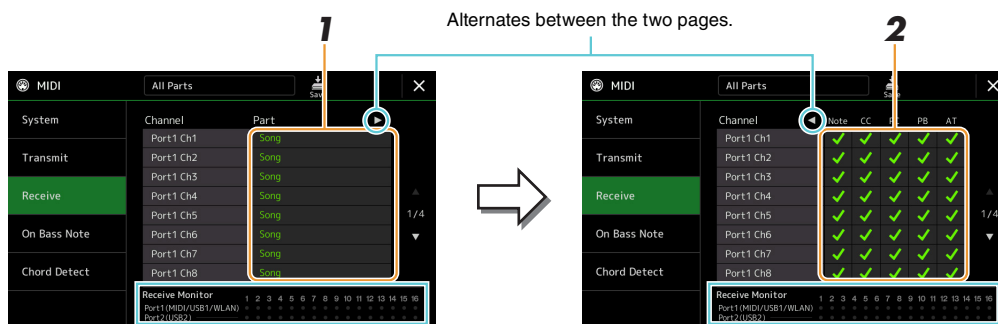 Alternates between the two pages.
1
2
MIDI
All Parts
Save
System
Transmit
Receive
On Bass Note
Chord Detect
Channel Part
Port1 Ch1 Song
Port1 Ch2 Song
Port1 Ch3 Song
Port1 Ch4 Song
Port1 Ch5 Song
Port1 Ch6 Song
Port1 Ch7 Song
Port1 Ch8 Song
1/4
Receive Monitor 1 2 3 4 5 6 7 8 9 10 11 12 13 14 15 16
Port1(MIDI/USB1/WLAN)
Port2(USB2)
MIDI
All Parts
Save
System
Transmit
Receive
On Bass Note
Chord Detect
Channel Note CC PC PB AT
Port1 Ch1
Port1 Ch2
Port1 Ch3
Port1 Ch4
Port1 Ch5
Port1 Ch6
Port1 Ch7
Port1 Ch8
1/4
Receive Monitor 1 2 3 4 5 6 7 8 9 10 11 12 13 14 15 16
Port1(MIDI/USB1/WLAN)
Port2(USB2)